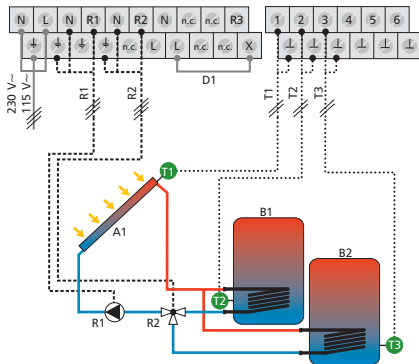 N L N R1 N R2 N n.c. n.c. R3
n.c. L L n.c. n.c. X
1 2 3 4 5 6
D1
230 V~
115 V~
R1
R2
T1
T2
T3
T1
A1
B1
B2
T2
T3
R1
R2